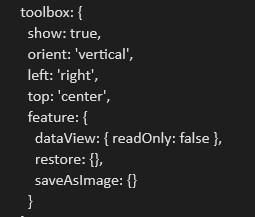 toolbox: {
show: true,
orient: 'vertical',
left: 'right',
top: 'center',
feature: {
dataView: { readOnly: false },
restore: {},
saveAsImage: {}
}